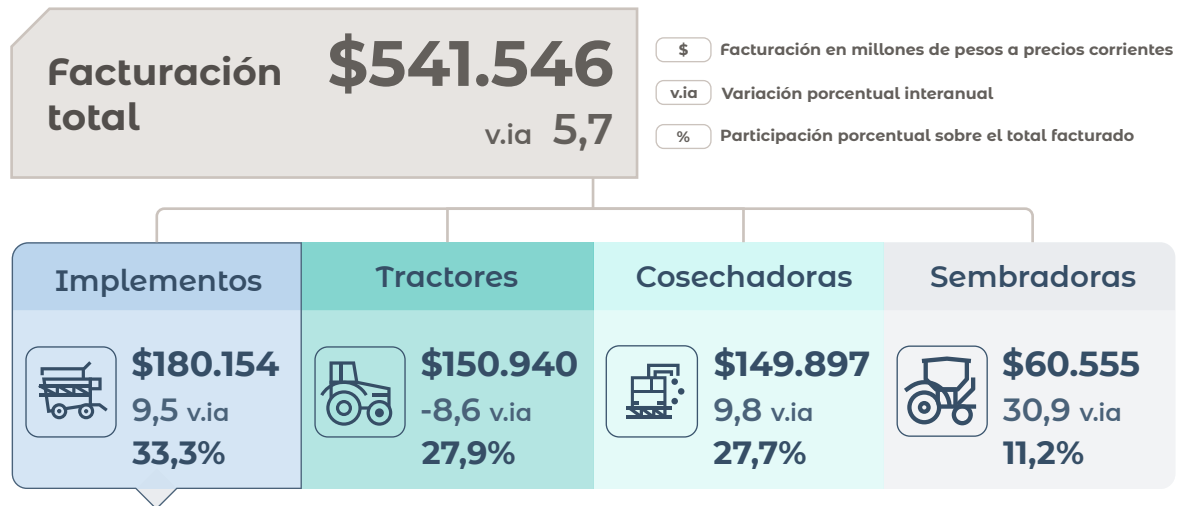 Facturación
total
$541.546
v.ia 5,7
$ Facturación en millones de pesos a precios corrientes
v.ia Variación porcentual interanual
% Participación porcentual sobre el total facturado
Implementos
$180.154
9,5 v.ia
33,3%
Tractores
$150.940
-8,6 v.ia
27,9%
Cosechadoras
$149.897
9,8 v.ia
27,7%
Sembradoras
$60.555
30,9 v.ia
11,2%